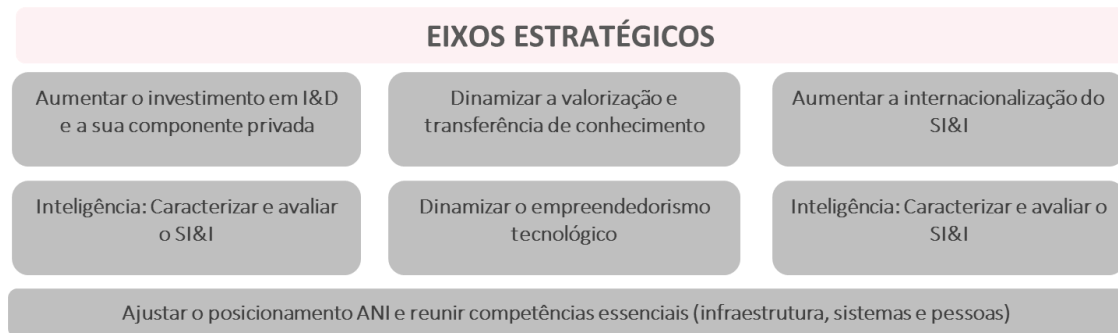 EIXOS ESTRATÉGICOS
Aumentar o investimento em I&D
e a sua componente privada
Dinamizar a valorização e
transferência de conhecimento
Aumentar a internacionalização do
SI&I
Inteligência: Caracterizar e avaliar
o SI&I
Dinamizar o empreendedorismo
tecnológico
Inteligência: Caracterizar e avaliar o
SI&I
Ajustar o posicionamento ANI e reunir competências essenciais (infraestrutura, sistemas e pessoas)